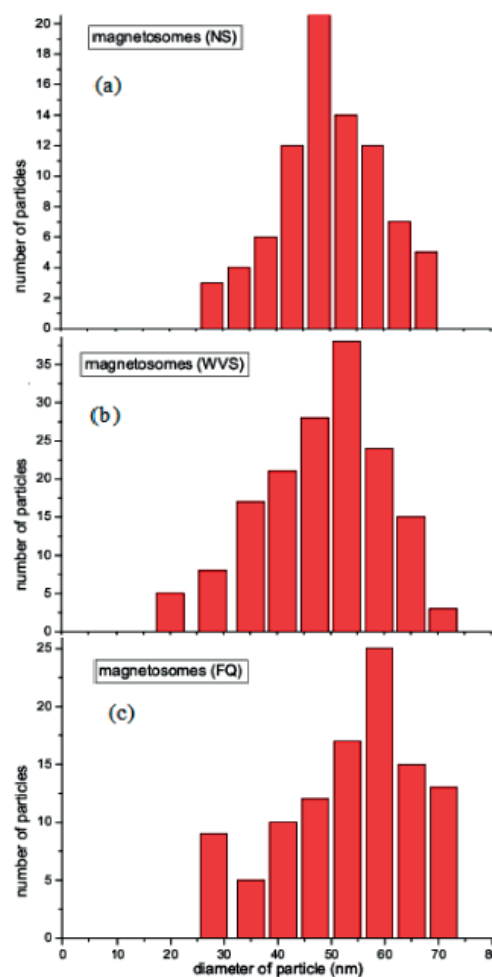 20
magnetosomes (NS)
18
16
(a)
14
12
10
8
6
4
2
0
number of particles
35
magnetosomes (WVS)
30
(b)
25
20
15
10
5
0
number of particles
25
magnetosomes (FQ)
20
(c)
15
10
5
0
number of particles
0 10 20 30 40 50 60 70 80
diameter of particle (nm)